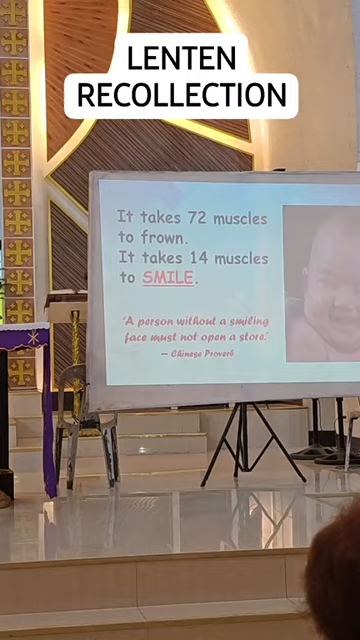 LENTEN
RECOLLECTION
It takes 72 muscles
to frown.
It takes 14 muscles
to SMILE.
'A person without a smiling
face must not open a store.'
— Chinese Proverb